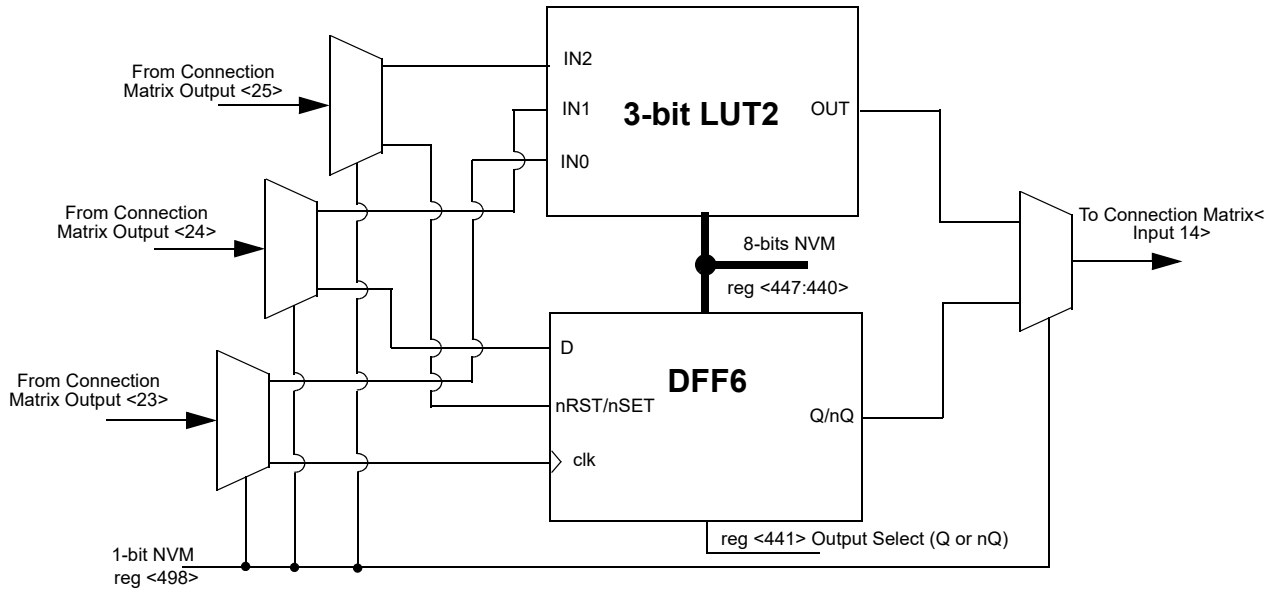 From Connection
Matrix Output <25>
IN2
IN1
IN0
3-bit LUT2
OUT
From Connection
Matrix Output <24>
To Connection Matrix<
Input 14>
8-bits NVM
reg <447:440>
From Connection
Matrix Output <23>
D
DFF6
nRST/nSET
Q/nQ
clk
reg <441> Output Select (Q or nQ)
1-bit NVM
reg <498>